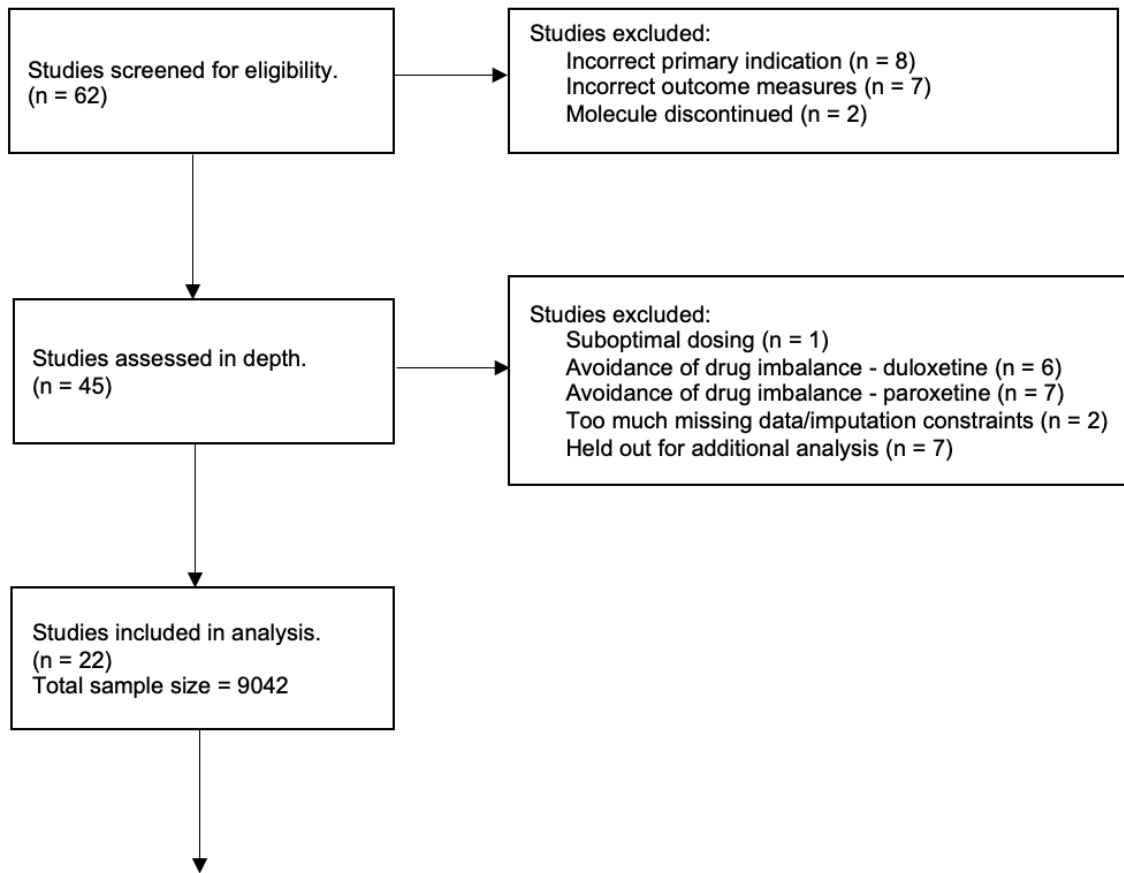 Studies screened for eligibility.
(n = 62)
Studies excluded:
Incorrect primary indication (n = 8)
Incorrect outcome measures (n = 7)
Molecule discontinued (n = 2)
Studies assessed in depth.
(n = 45)
Studies excluded:
Suboptimal dosing (n = 1)
Avoidance of drug imbalance - duloxetine (n = 6)
Avoidance of drug imbalance - paroxetine (n = 7)
Too much missing data/imputation constraints (n = 2)
Held out for additional analysis (n = 7)
Studies included in analysis.
(n = 22)
Total sample size = 9042